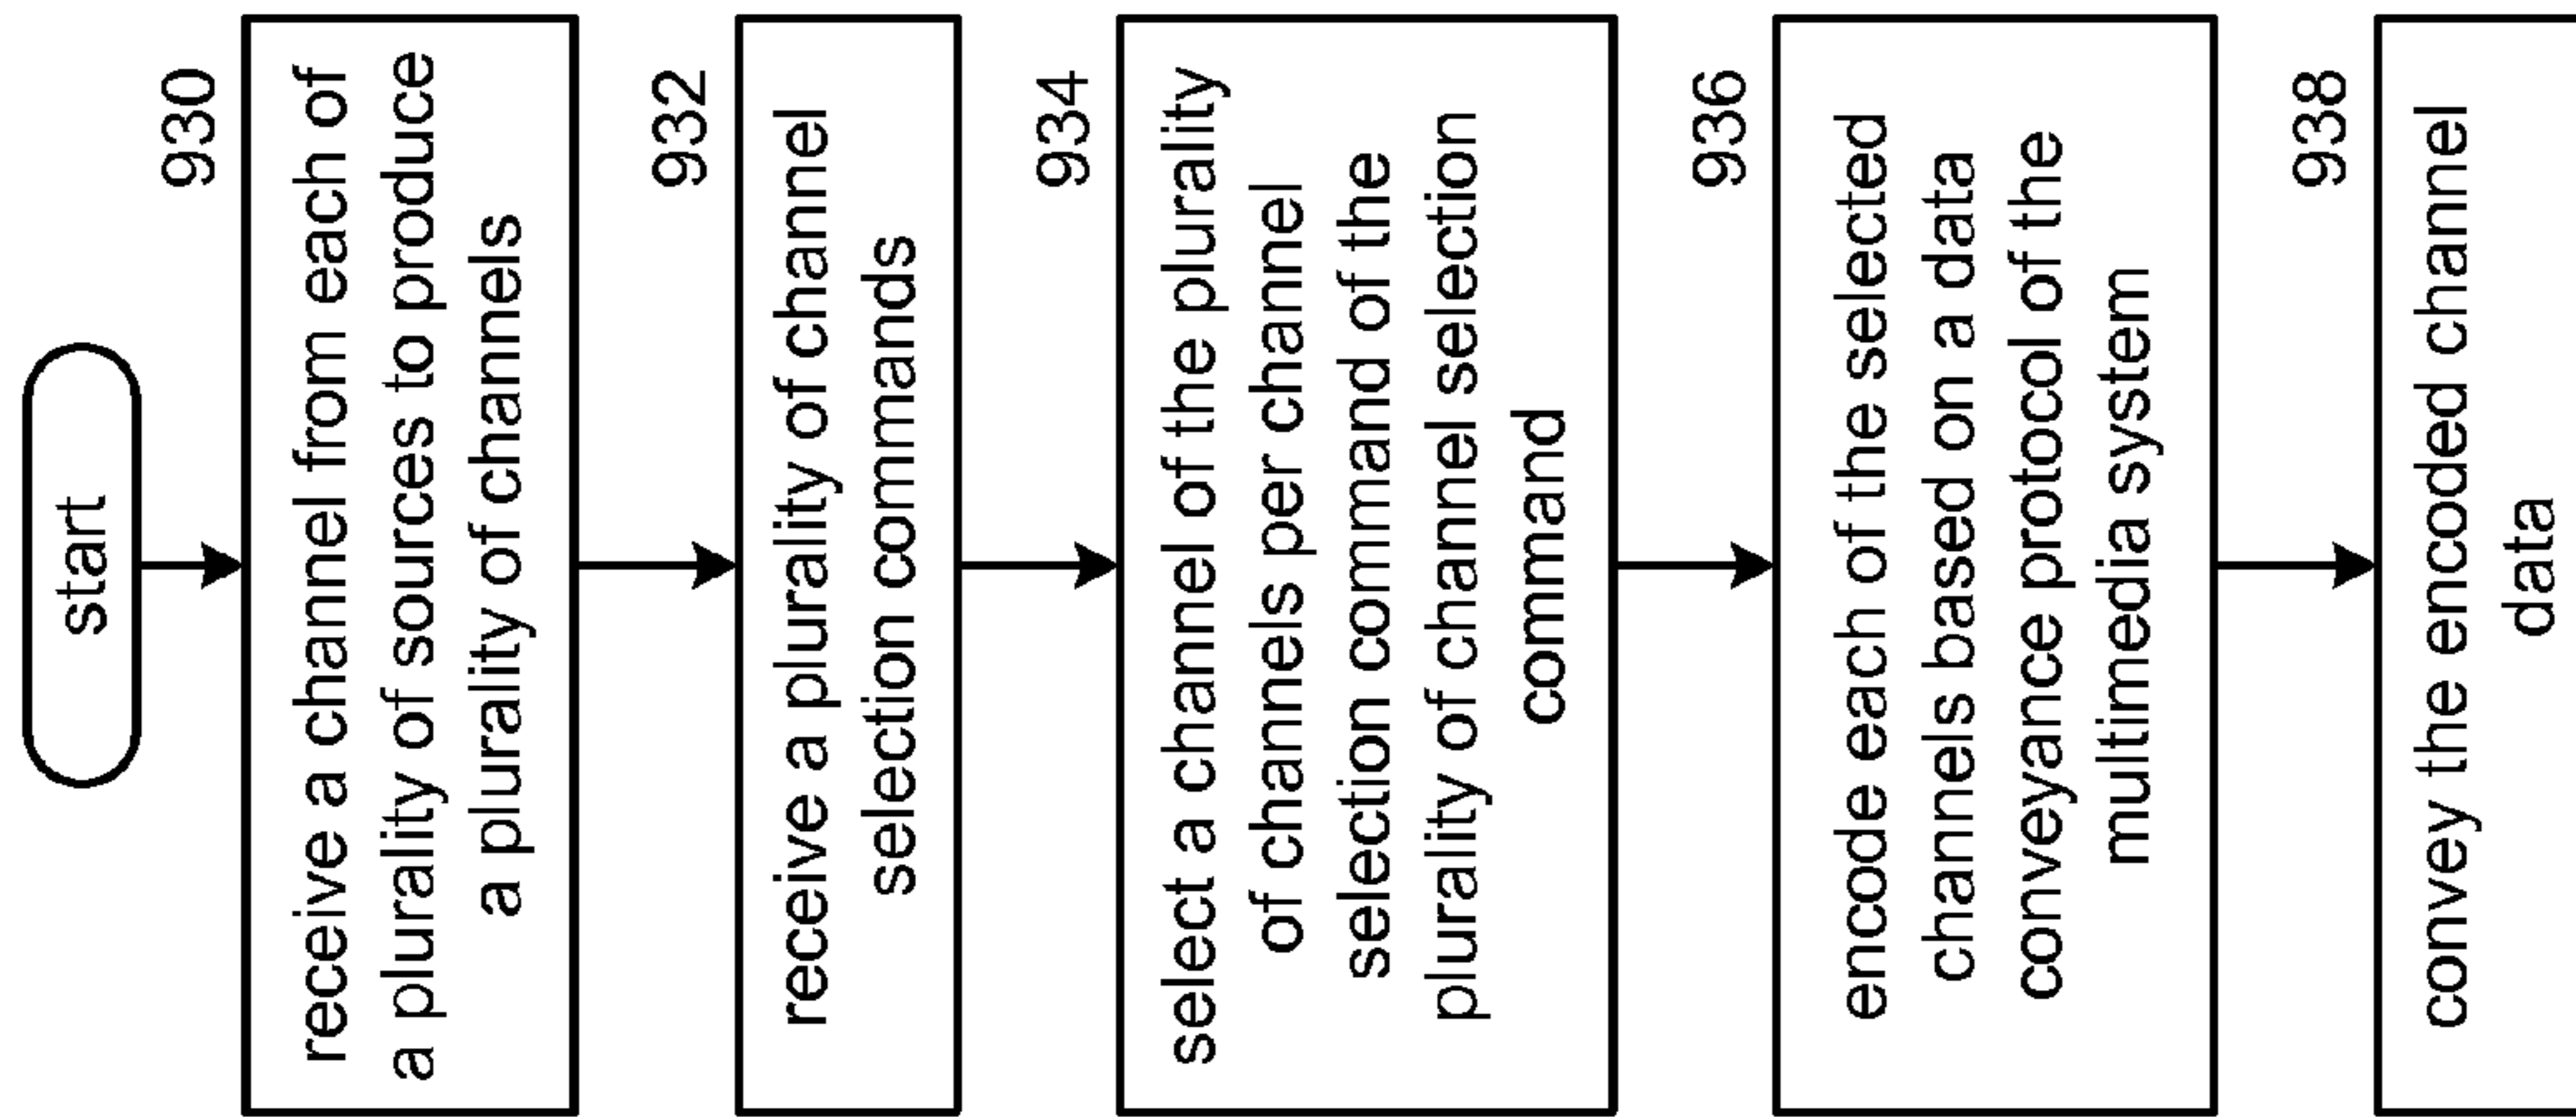 start
930
receive a channel from each of
a plurality of sources to produce
a plurality of channels
932
receive a plurality of channel
selection commands
934
select a channel of the plurality
of channels per channel
selection command of the
plurality of channel selection
command
936
encode each of the selected
channels based on a data
conveyance protocol of the
multimedia system
938
convey the encoded channel
data